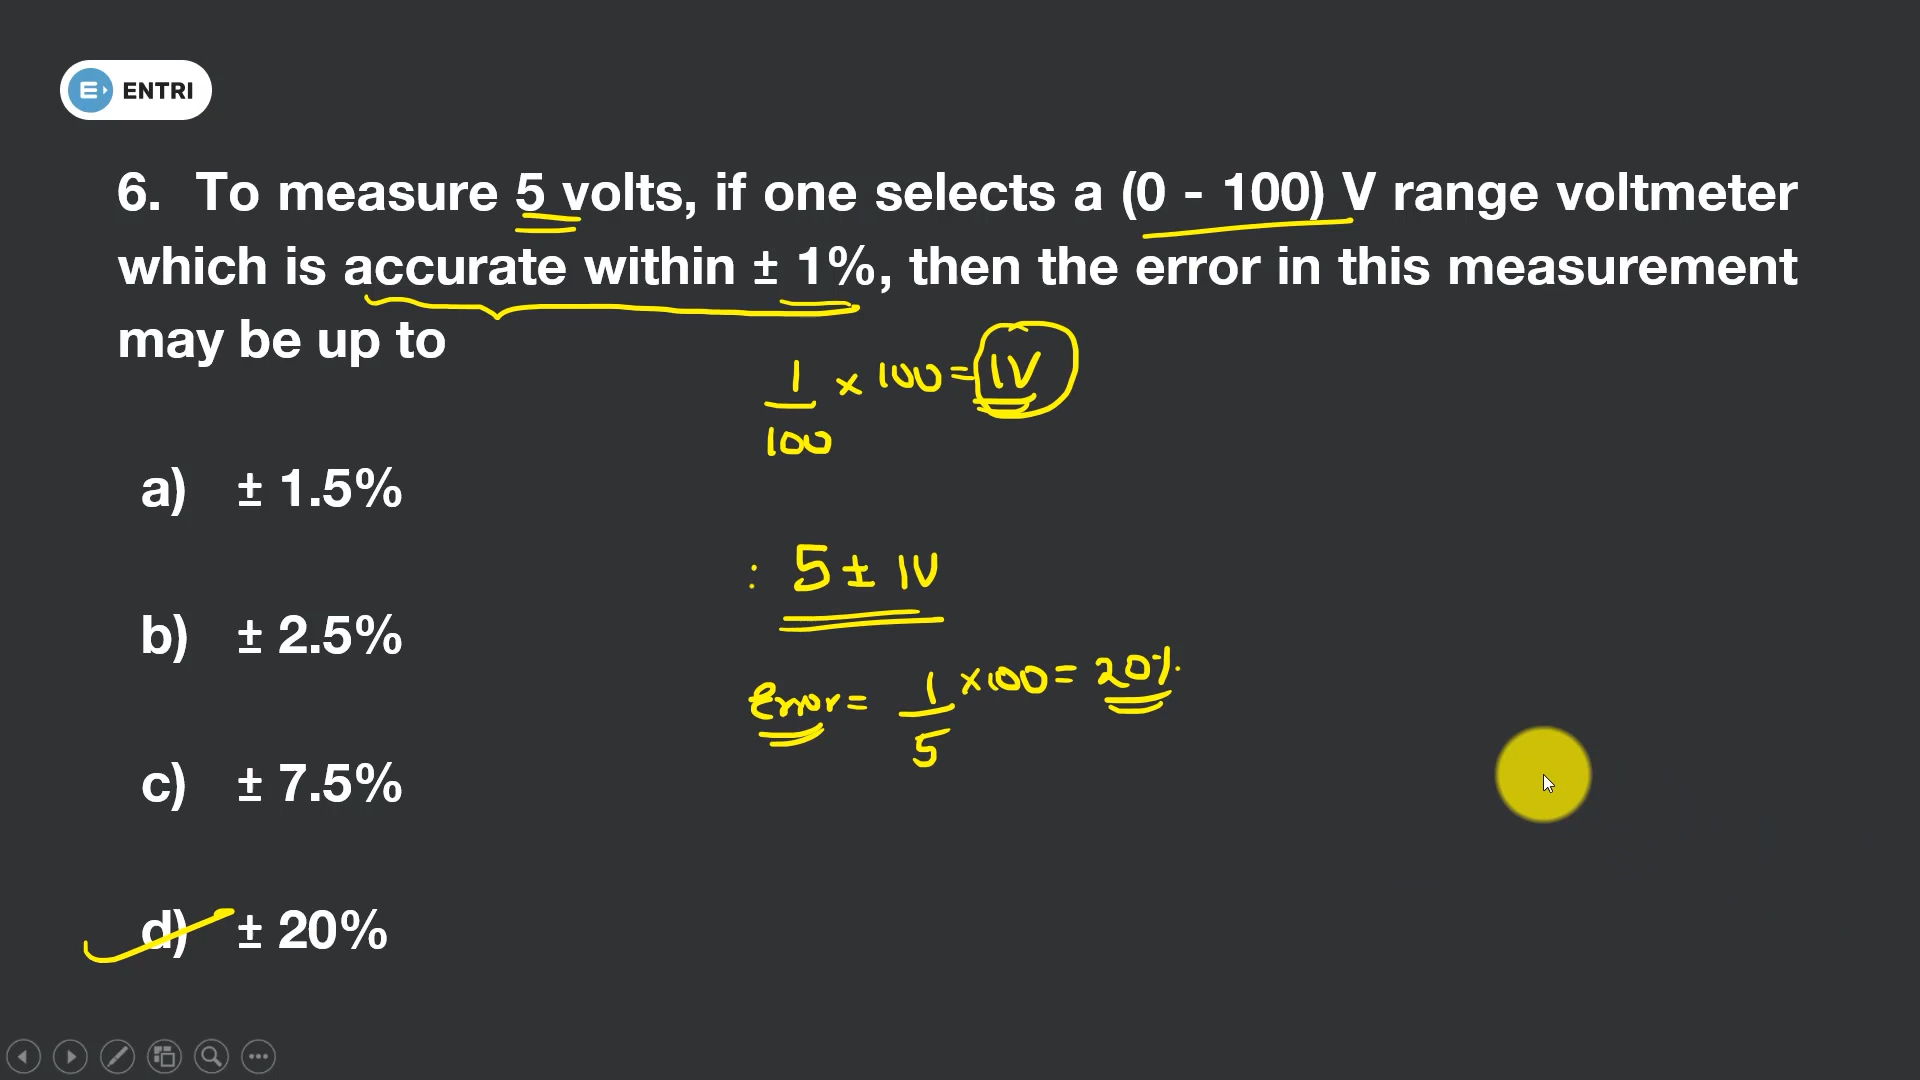 ENTRI
6. To measure 5 volts, if one selects a (0 - 100) V range voltmeter
which is accurate within ± 1%, then the error in this measurement
may be up to
1/100 × 100 = 1V
a) ± 1.5%
: 5 ± 1V
b) ± 2.5%
Error = 1/5 ×100 = 20%
c) ± 7.5%
d) ± 20%